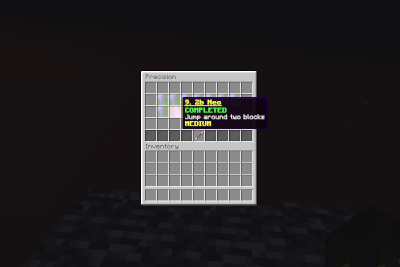 Precision
9. 2b Neo
COMPLETED
Jump around two blocks
MEDIUM
Inventory